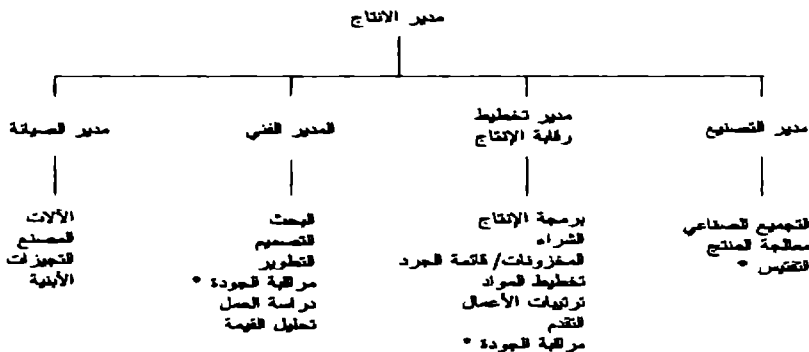 مدير الانتاج
مدير التصنيع
مدير تخطيط
رقابة الإنتاج
المدير الفني
مدير الصيانة
التجميع الصناعي
معالجة المنتج
التفتيش *
برمجة الإنتاج
الشراء
المخزونات/ قائمة الجرد
تخطيط المواد
ترتيبات الأعمال
التقدم
مراقبة الجودة *
البحث
التصميم
التطوير
مراقبة الجودة *
دراسة العمل
تحليل القيمة
الآلات
المصنع
التجيزات
الأبنية